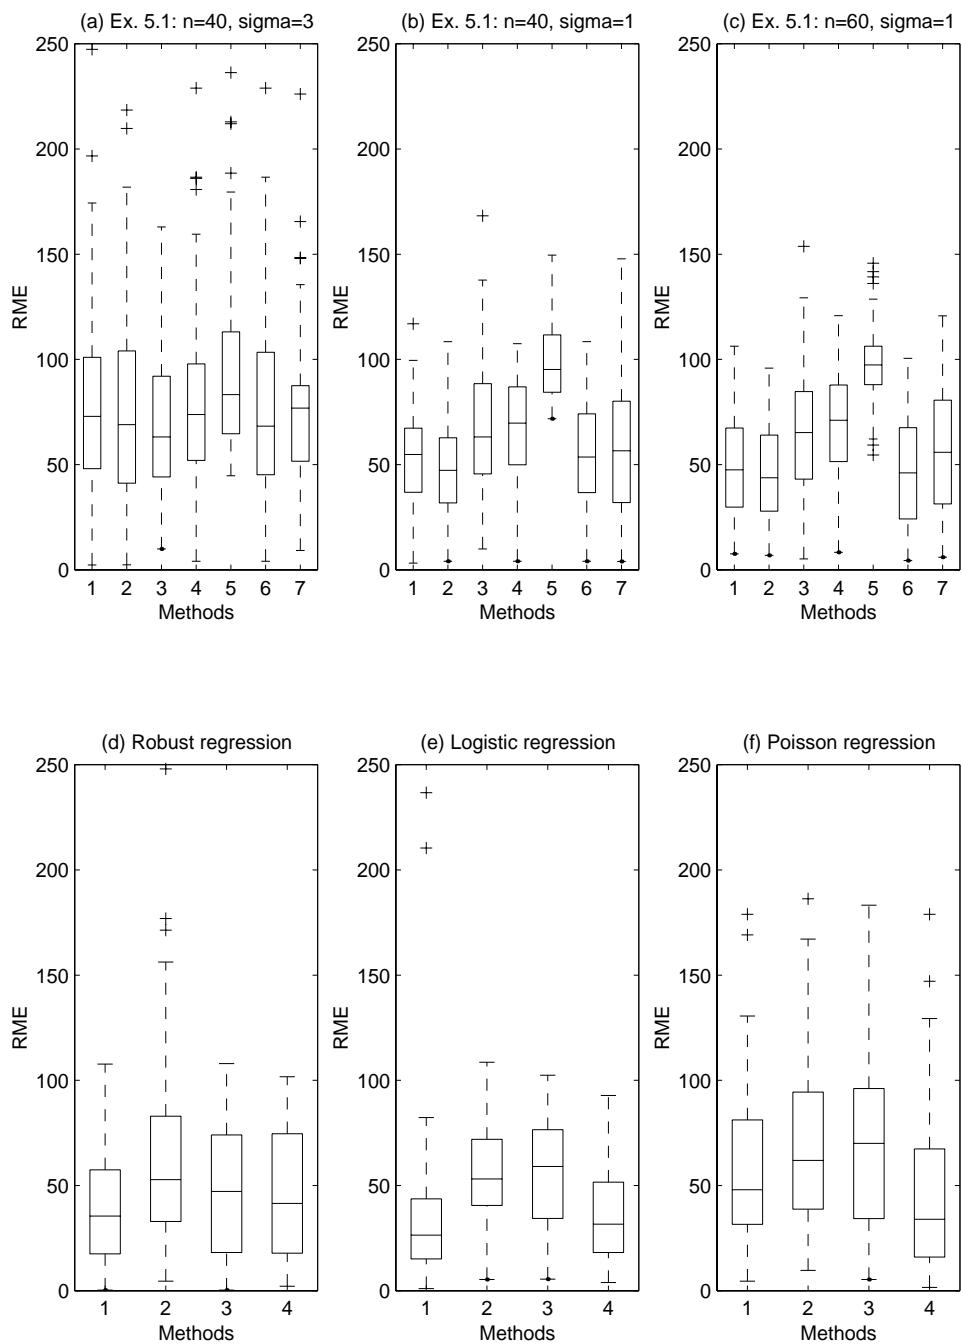 (a) Ex. 5.1: n=40, sigma=3
(b) Ex. 5.1: n=40, sigma=1
(c) Ex. 5.1: n=60, sigma=1
250
200
150
100
50
0
RME
1 2 3 4 5 6 7
Methods
250
200
150
100
50
0
RME
1 2 3 4 5 6 7
Methods
250
200
150
100
50
0
RME
1 2 3 4 5 6 7
Methods
(d) Robust regression
(e) Logistic regression
(f) Poisson regression
250
200
150
100
50
0
RME
1 2 3 4
Methods
250
200
150
100
50
0
RME
1 2 3 4
Methods
250
200
150
100
50
0
RME
1 2 3 4
Methods